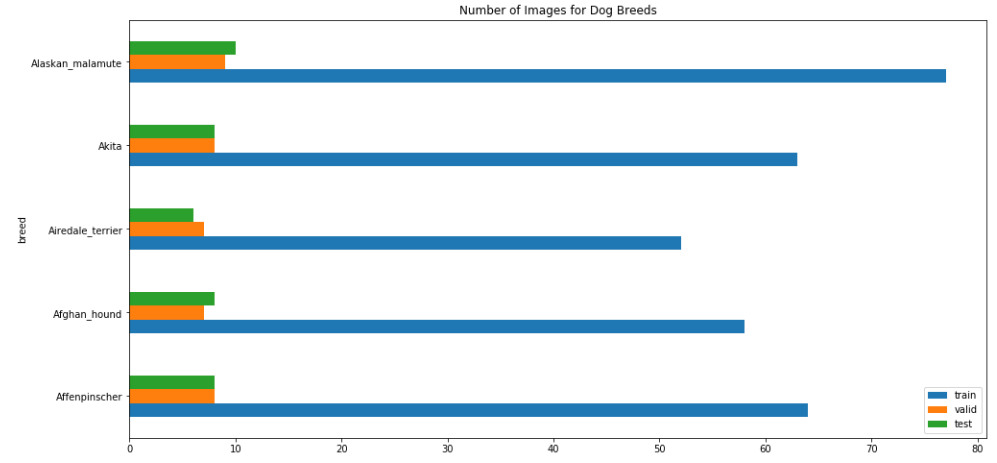 Number of Images for Dog Breeds
breed
Alaskan_malamute
Akita
Airedale_terrier
Afghan_hound
Affenpinscher
0 10 20 30 40 50 60 70 80
train
valid
test